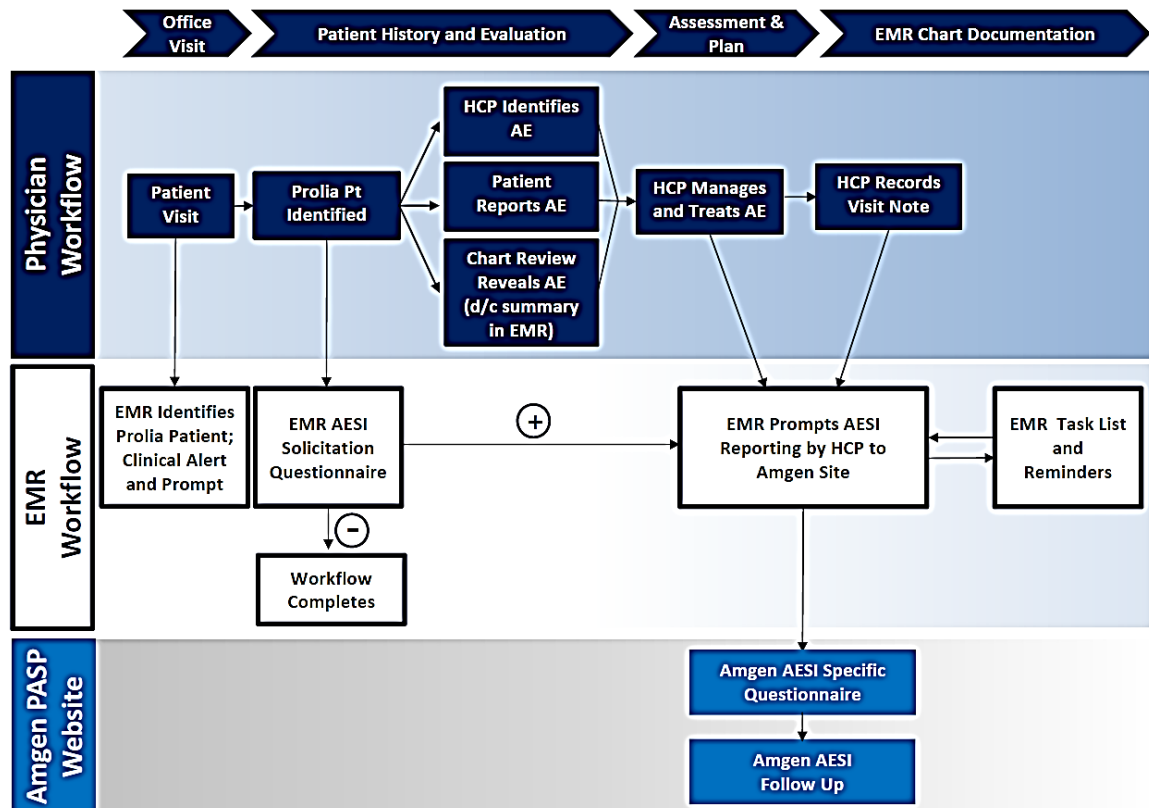 Office
Visit
Patient History and Evaluation
Assessment &
Plan
EMR Chart Documentation
Physician
Workflow
HCP Identifies
AE
Patient
Visit
Prolia Pt
Identified
Patient
Reports AE
HCP Manages
and Treats AE
HCP Records
Visit Note
Chart Review
Reveals AE
(d/c summary
in EMR)
EMR
Workflow
EMR Identifies
Prolia Patient;
Clinical Alert
and Prompt
EMR AESI
Solicitation
Questionnaire
+
EMR Prompts AESI
Reporting by HCP to
Amgen Site
EMR Task List
and
Reminders
−
Workflow
Completes
Amgen PASP
Website
Amgen AESI Specific
Questionnaire
Amgen AESI
Follow Up